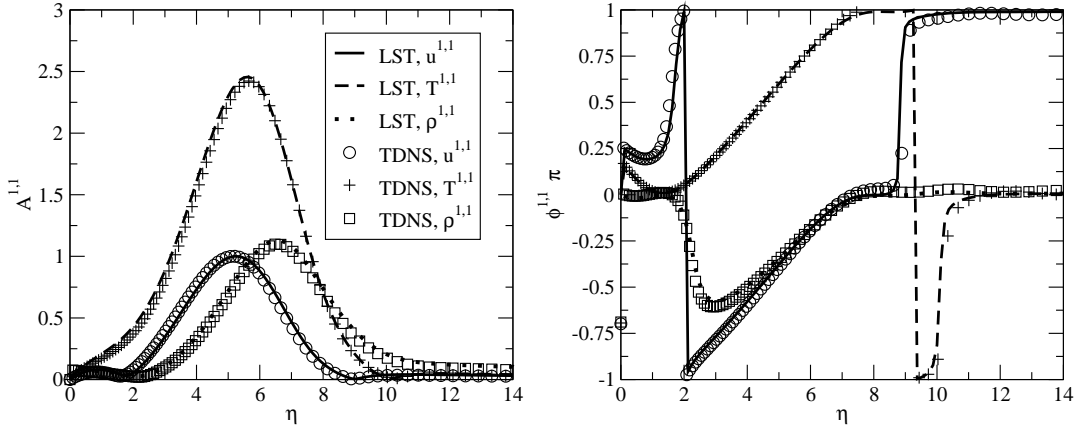 3
2.5
2
1.5
1
0.5
0
A^{1,1}
0 2 4 6 8 10 12 14
η
LST, u^{1,1}
LST, T^{1,1}
LST, ρ^{1,1}
TDNS, u^{1,1}
TDNS, T^{1,1}
TDNS, ρ^{1,1}
1
0.75
0.5
0.25
0
-0.25
-0.5
-0.75
-1
ϕ^{1,1} π
0 2 4 6 8 10 12 14
η